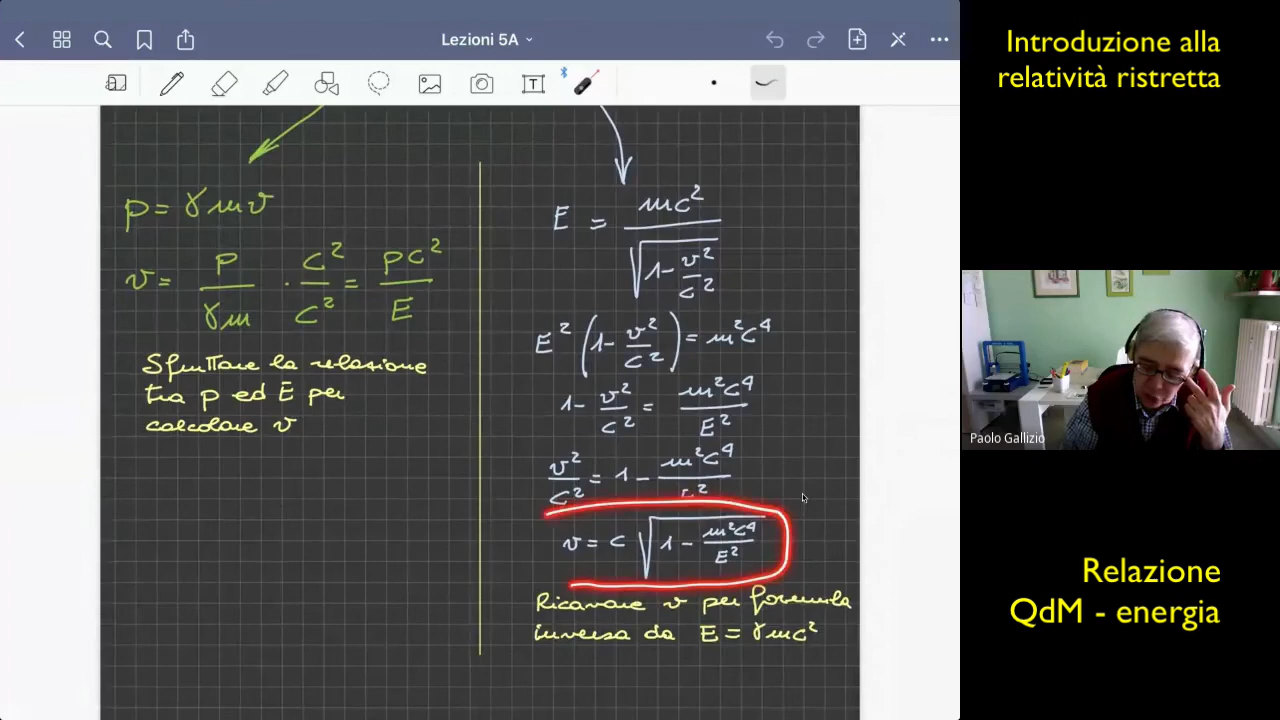 Lezioni 5A
T
p = γmv
v = p/γm · c²/c² = pc²/E
Sfruttare la relazione
tra p ed E per
calcolare v
E = mc²/√(1 - v²/c²)
E² (1 - v²/c²) = m²c⁴
1 - v²/c² = m²c⁴/E²
v²/c² = 1 - m²c⁴/E²
v = c √(1 - m²c⁴/E²)
Ricavare v per formula
inversa da E = γmc²
Introduzione alla
relatività ristretta
Paolo Gallizio
Relazione
QdM - energia